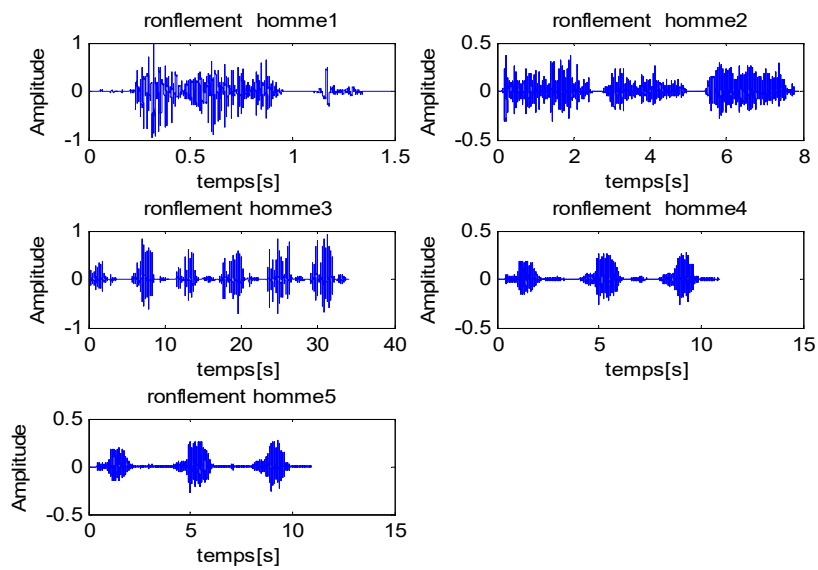 ronflement homme1
Amplitude
1
0
-1
0 0.5 1 1.5
temps[s]
ronflement homme2
Amplitude
0.5
0
-0.5
0 2 4 6 8
temps[s]
ronflement homme3
Amplitude
1
0
-1
0 10 20 30 40
temps[s]
ronflement homme4
Amplitude
0.5
0
-0.5
0 5 10 15
temps[s]
ronflement homme5
Amplitude
0.5
0
-0.5
0 5 10 15
temps[s]